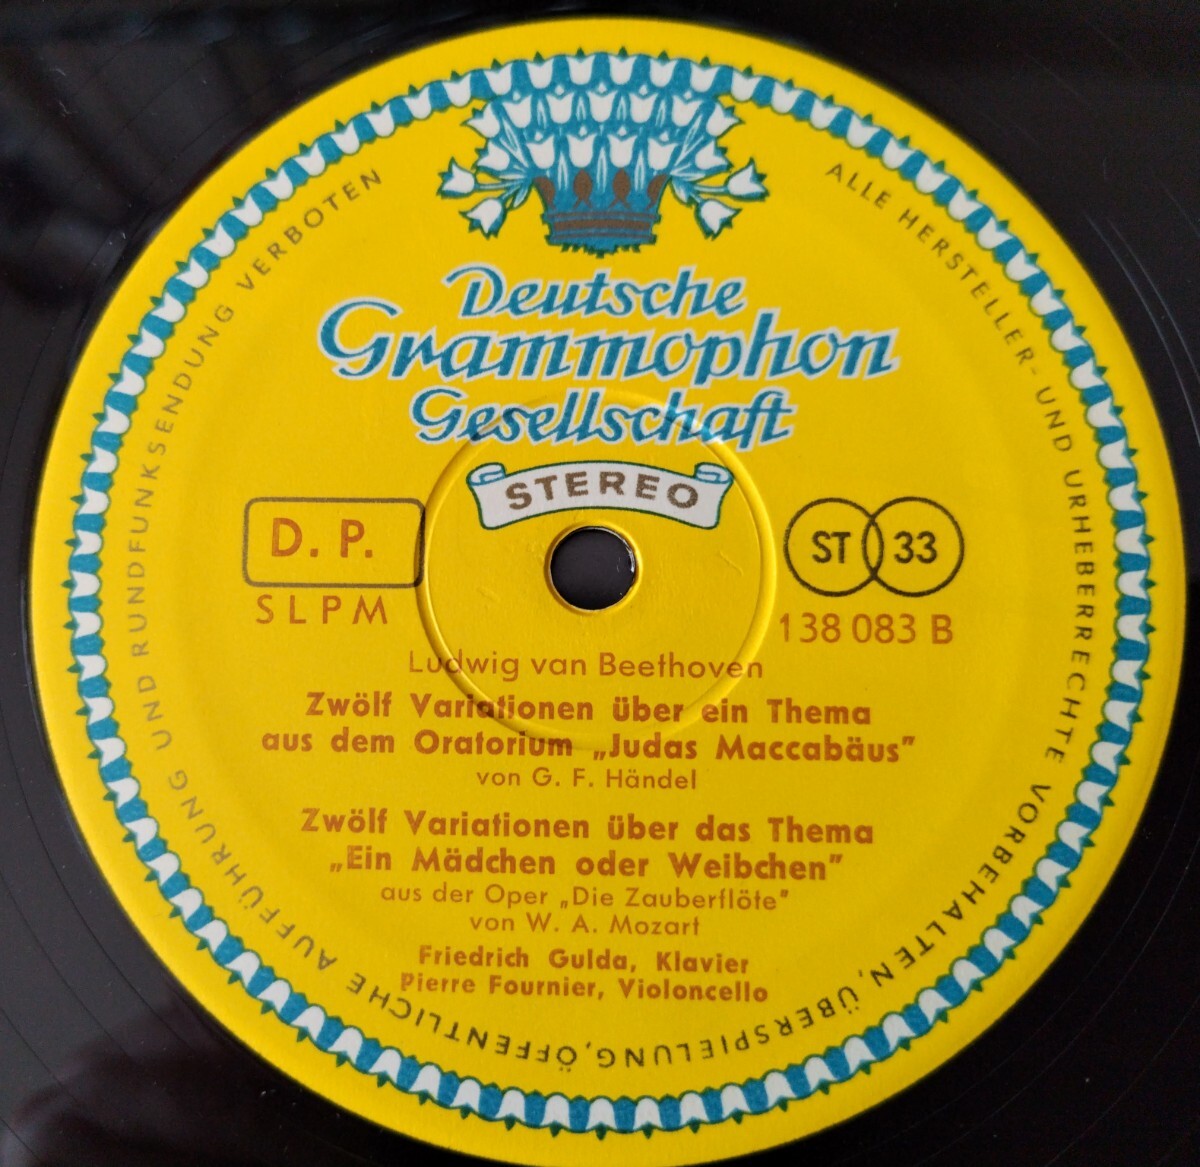 Deutsche
Grammophon
Gesellschaft
STEREO
D. P.
ST 33
SLPM
138 083 B
Ludwig van Beethoven
Zwölf Variationen über ein Thema
aus dem Oratorium „Judas Maccabäus”
von G. F. Händel
Zwölf Variationen über das Thema
„Ein Mädchen oder Weibchen”
aus der Oper „Die Zauberflöte”
von W. A. Mozart
Friedrich Gulda, Klavier
Pierre Fournier, Violoncello
ALLE HERSTELLER- UND URHEBERRECHTE VORBEHALTEN, ÜBERSPIELUNG, ÖFFENTLICHE AUFFÜHRUNG UND RUNDFUNKSENDUNG VERBOTEN